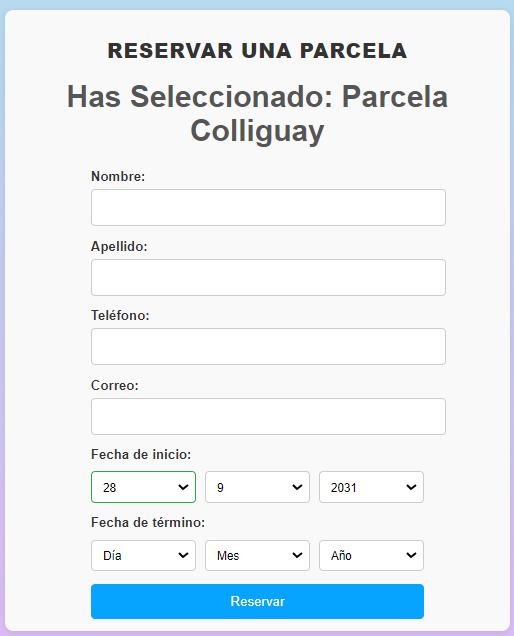 RESERVAR UNA PARCELA
Has Seleccionado: Parcela
Colliguay
Nombre:
Apellido:
Teléfono:
Correo:
Fecha de inicio:
28 9 2031
Fecha de término:
Día Mes Año
Reservar